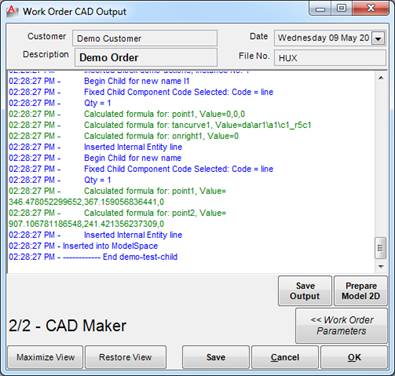 Work Order CAD Output
Customer Demo Customer Date Wednesday 09 May 20
Description Demo Order File No. HUX
02:28:27 PM - Inserted Block demo-actions, Instance No. 1
02:28:27 PM - Begin Child for new name l1
02:28:27 PM - Fixed Child Component Code Selected: Code = line
02:28:27 PM - Qty = 1
02:28:27 PM - Calculated formula for: point1, Value=0,0,0
02:28:27 PM - Calculated formula for: tancurve1, Value=da\ar1\a1\c1_r5c1
02:28:27 PM - Calculated formula for: onright1, Value=0
02:28:27 PM - Inserted Internal Entity line
02:28:27 PM - Begin Child for new name
02:28:27 PM - Fixed Child Component Code Selected: Code = line
02:28:27 PM - Qty = 1
02:28:27 PM - Calculated formula for: point1, Value=
346.478052299652,367.159056836441,0
02:28:27 PM - Calculated formula for: point2, Value=
907.106781186548,241.421356237309,0
02:28:27 PM - Inserted Internal Entity line
02:28:27 PM - Inserted into ModelSpace
02:28:27 PM - ------------ End demo-test-child
Save Output
Prepare Model 2D
2/2 - CAD Maker
<< Work Order Parameters
Maximize View Restore View Save Cancel OK